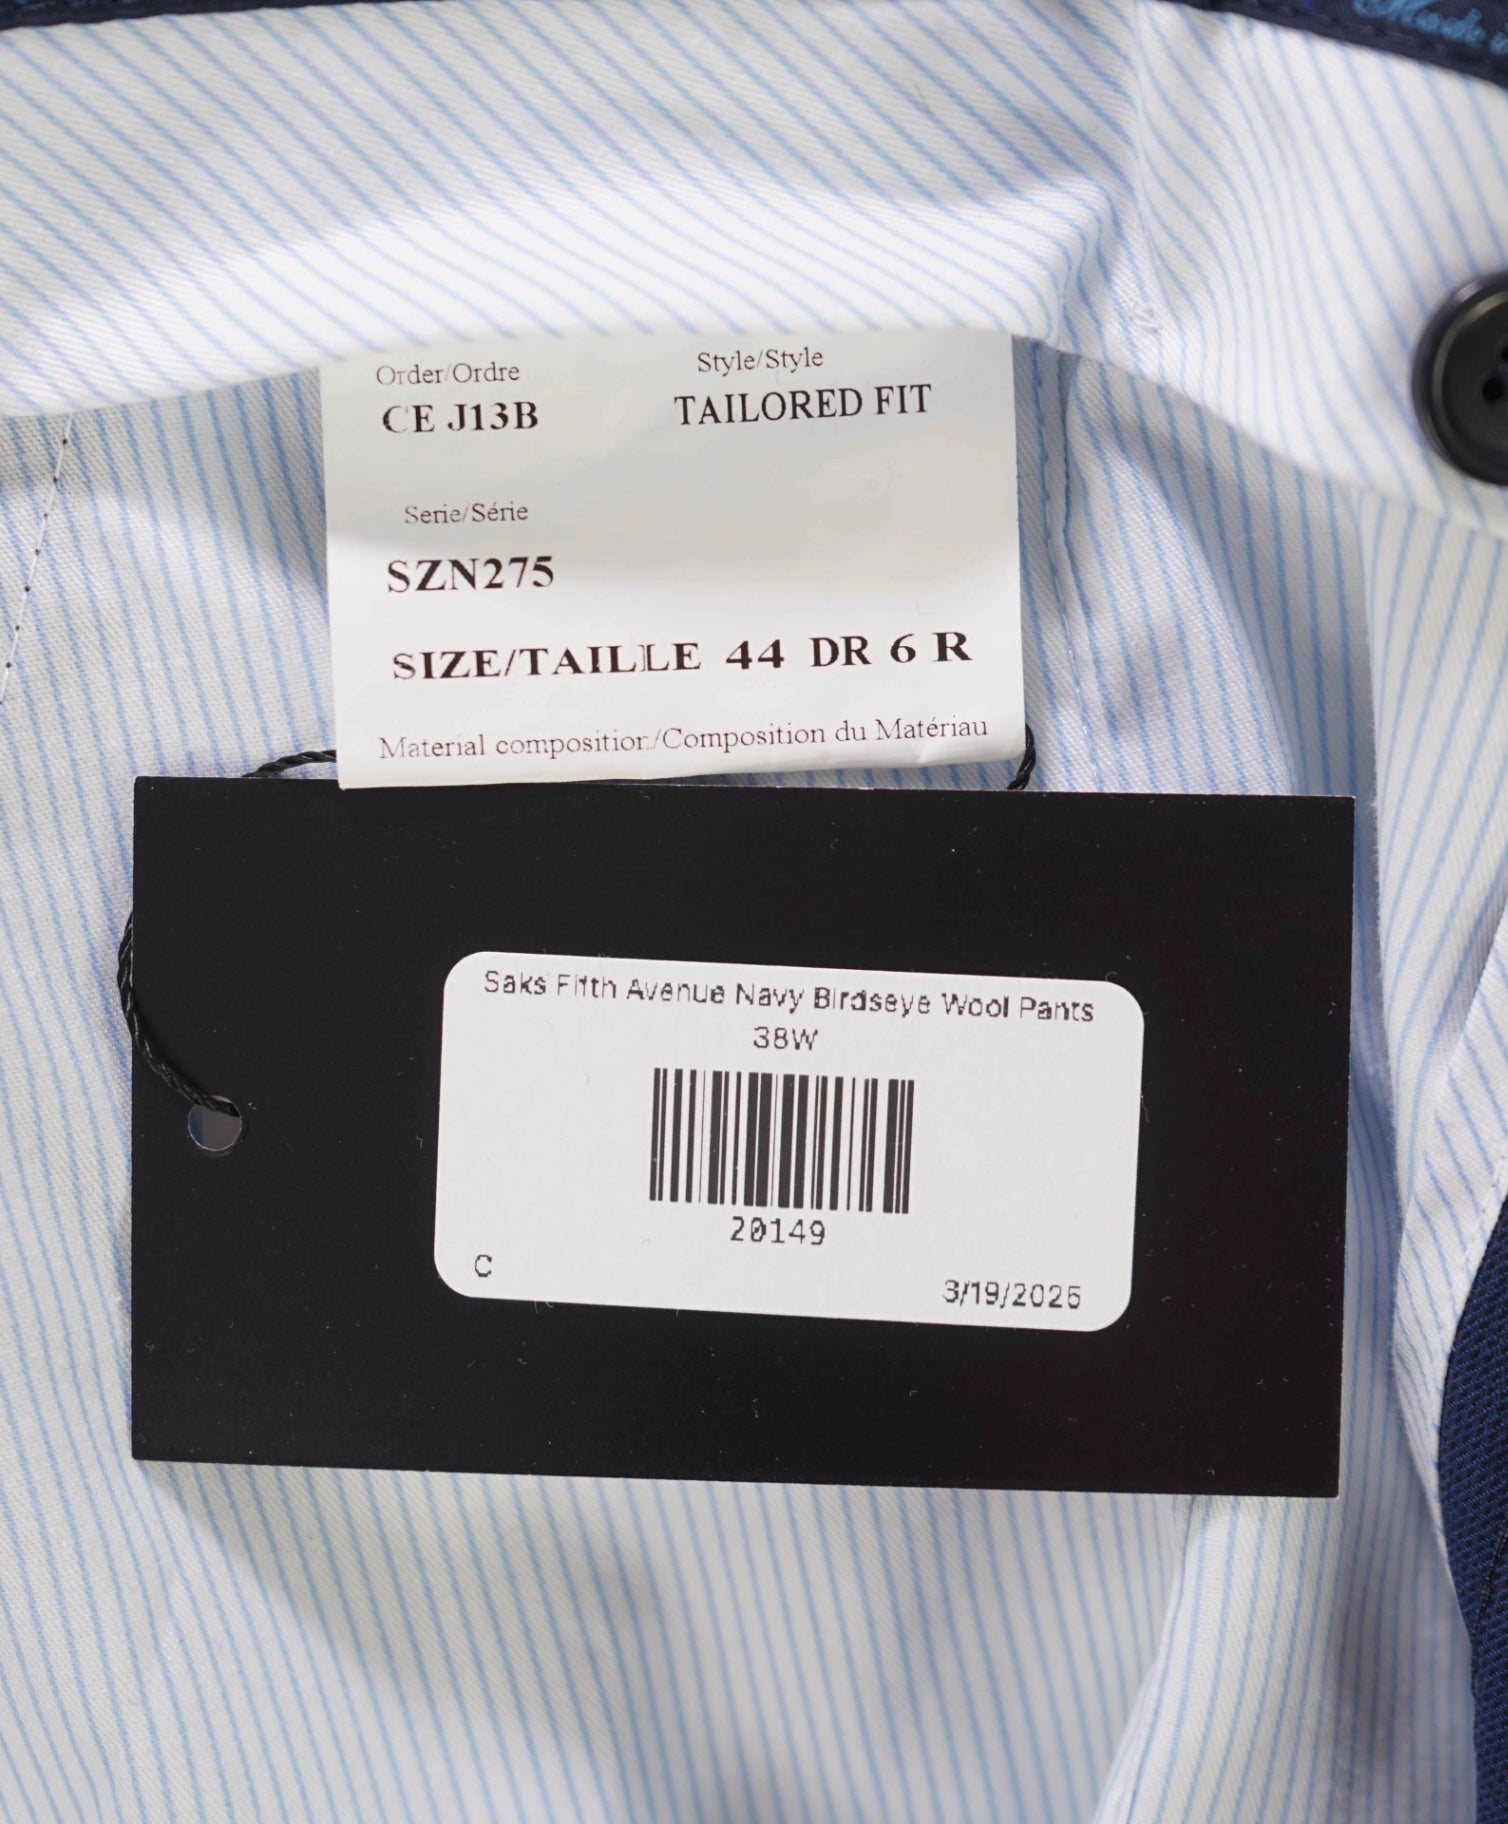 Made
Order/Ordre Style/Style
CE J13B TAILORED FIT
Serie/Série
SZN275
SIZE/TAILLE 44 DR 6 R
Material composition/Composition du Matériau
Saks Fifth Avenue Navy Birdseye Wool Pants
38W
20149
C 3/19/2025